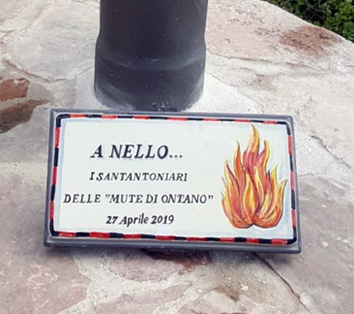 A NELLO...
I SANTANTONIARI
DELLE "MUTE DI ONTANO"
27 Aprile 2019